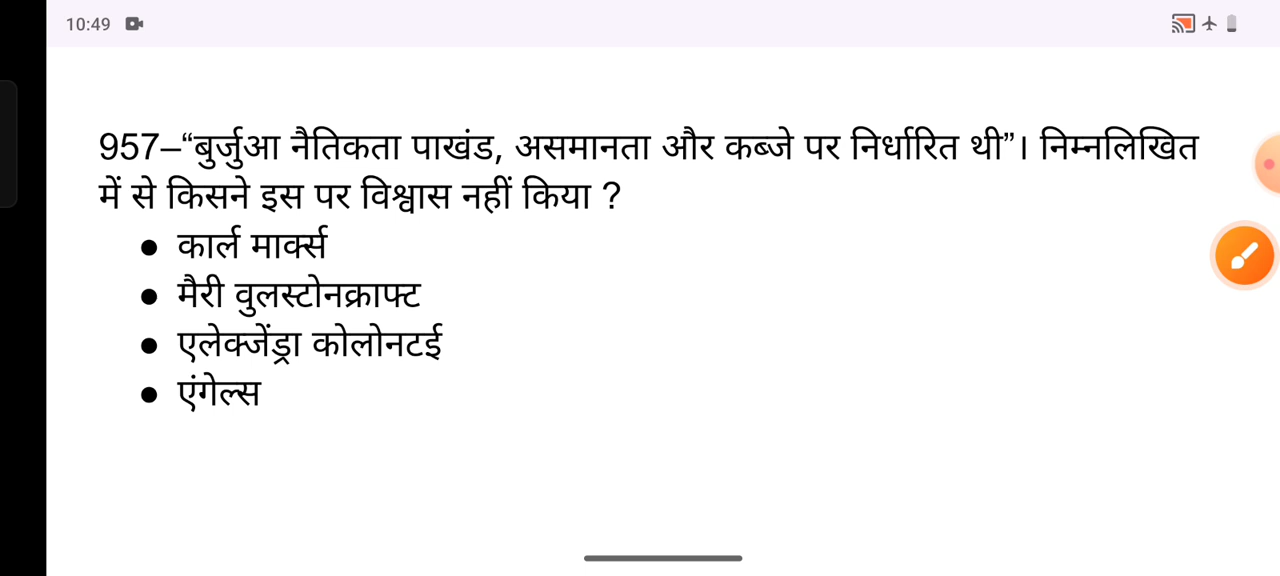 10:49
957–“बुर्जुआ नैतिकता पाखंड, असमानता और कब्जे पर निर्धारित थी”। निम्नलिखित
में से किसने इस पर विश्वास नहीं किया ?
● कार्ल मार्क्स
● मैरी वुलस्टोनक्राफ्ट
● एलेक्जेंड्रा कोलोनटई
● एंगेल्स